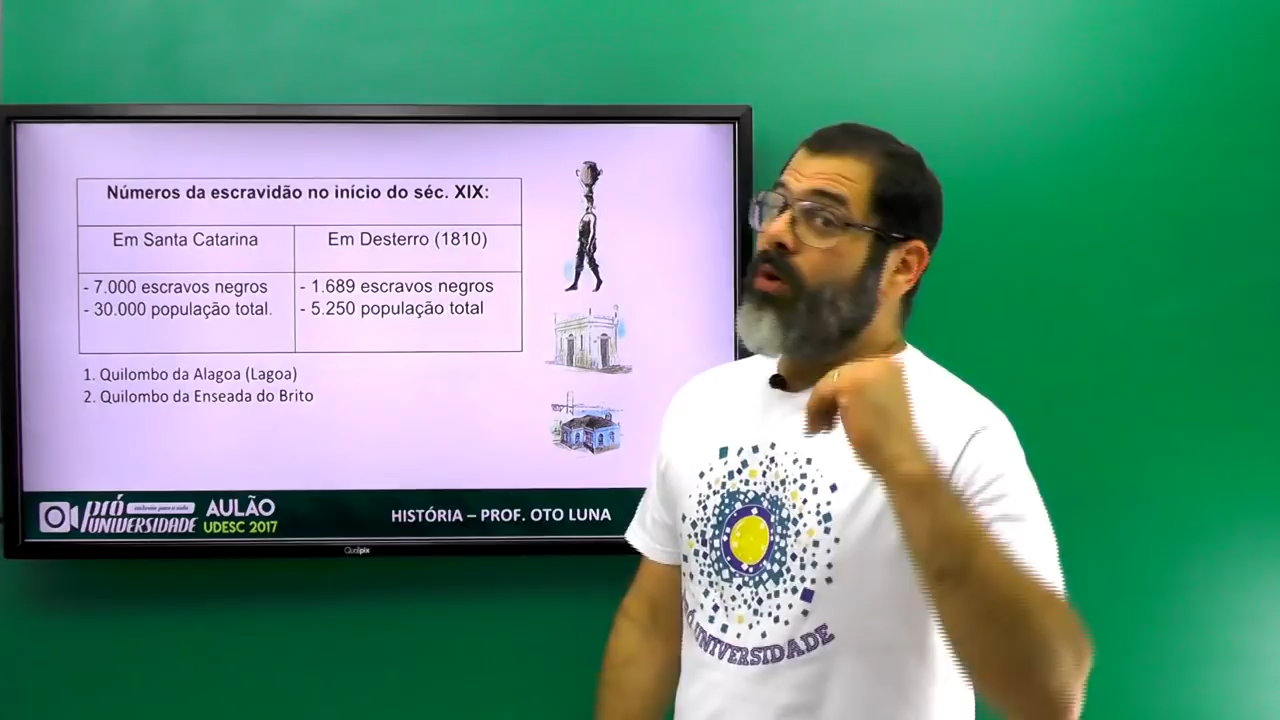 Números da escravidão no início do séc. XIX:
Em Santa Catarina
Em Desterro (1810)
- 7.000 escravos negros
- 30.000 população total.
- 1.689 escravos negros
- 5.250 população total
1. Quilombo da Alagoa (Lagoa)
2. Quilombo da Enseada do Brito
PRÓ
UNIVERSIDADE
AULÃO
UDESC 2017
HISTÓRIA – PROF. OTO LUNA
Qualipix
UNIVERSIDADE